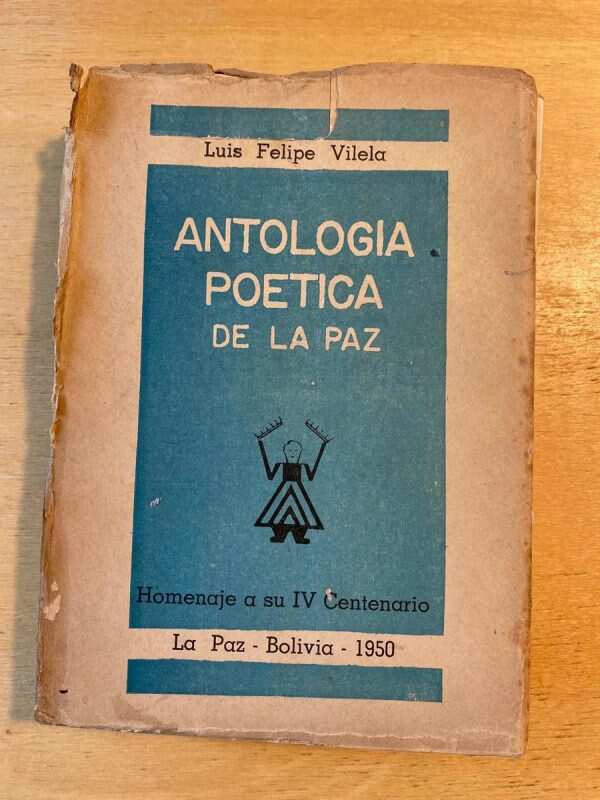 Luis Felipe Vilela
ANTOLOGIA
POETICA
DE LA PAZ
Homenaje a su IV Centenario
La Paz - Bolivia - 1950